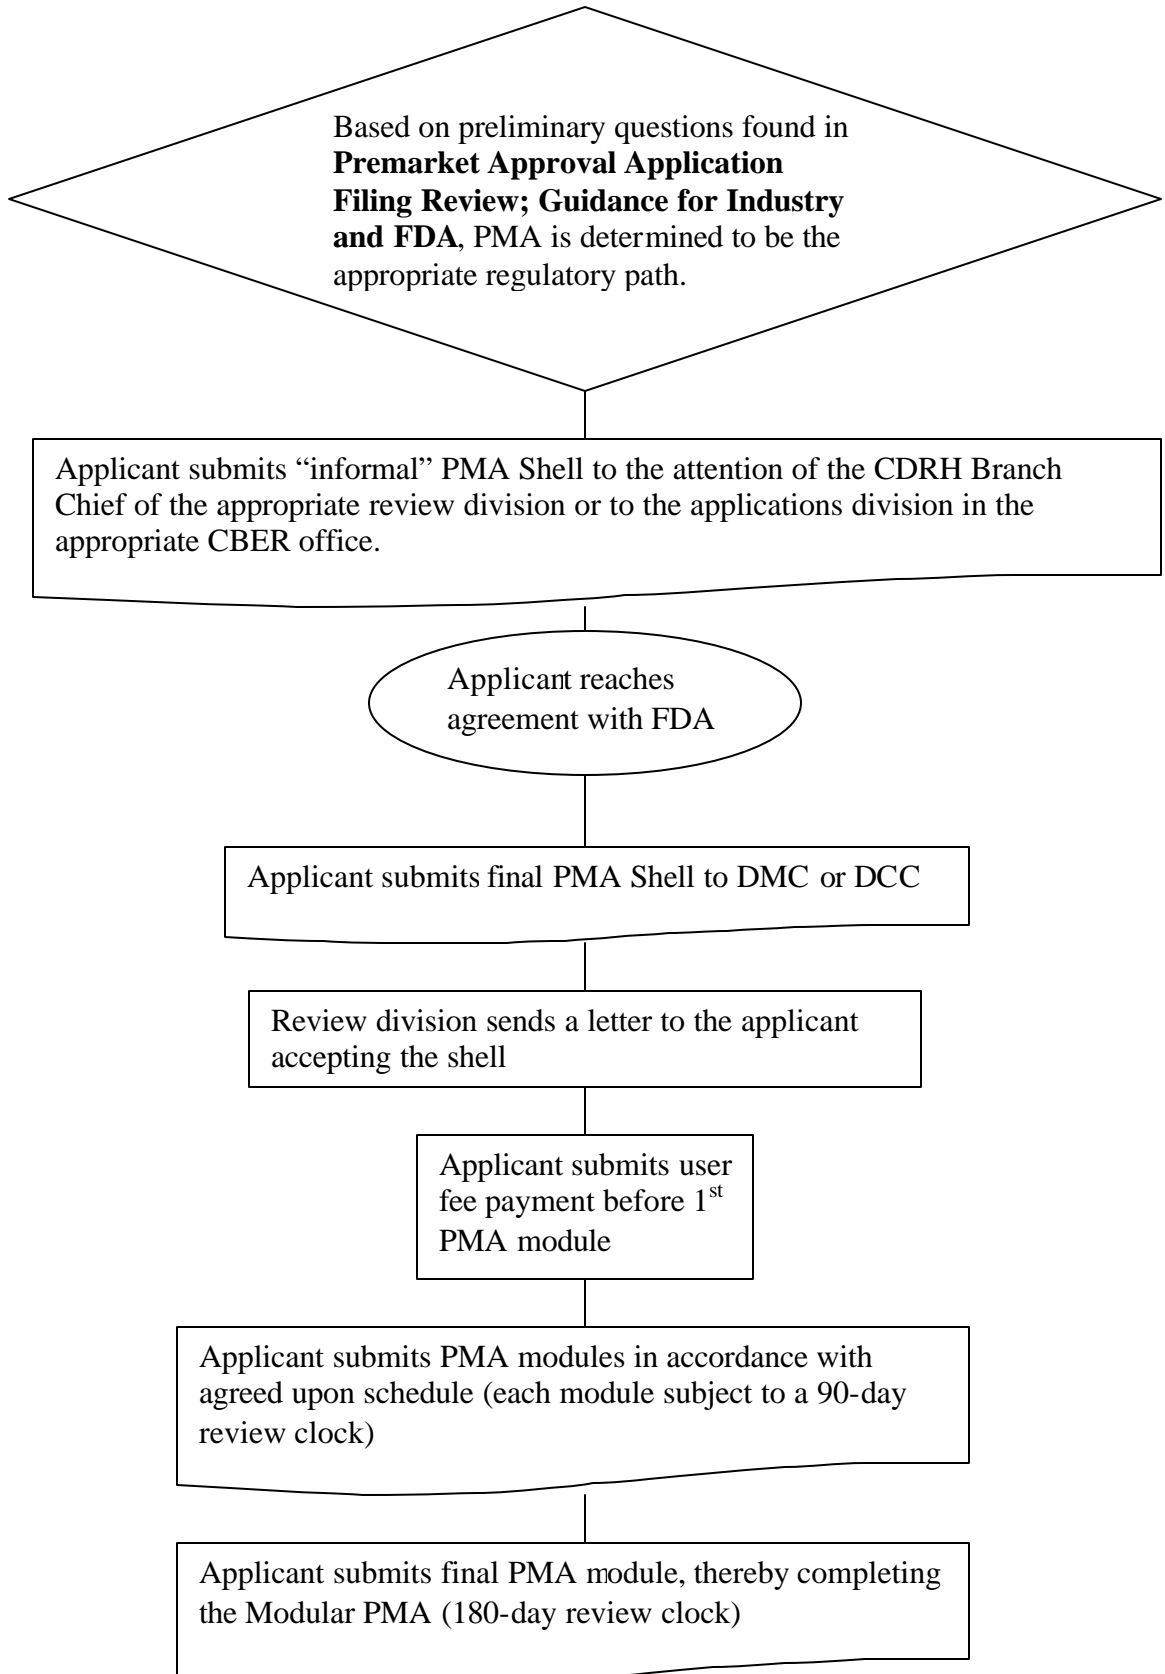 Based on preliminary questions found in
Premarket Approval Application
Filing Review; Guidance for Industry
and FDA, PMA is determined to be the
appropriate regulatory path.
Applicant submits “informal” PMA Shell to the attention of the CDRH Branch
Chief of the appropriate review division or to the applications division in the
appropriate CBER office.
Applicant reaches
agreement with FDA
Applicant submits final PMA Shell to DMC or DCC
Review division sends a letter to the applicant
accepting the shell
Applicant submits user
fee payment before 1st
PMA module
Applicant submits PMA modules in accordance with
agreed upon schedule (each module subject to a 90-day
review clock)
Applicant submits final PMA module, thereby completing
the Modular PMA (180-day review clock)